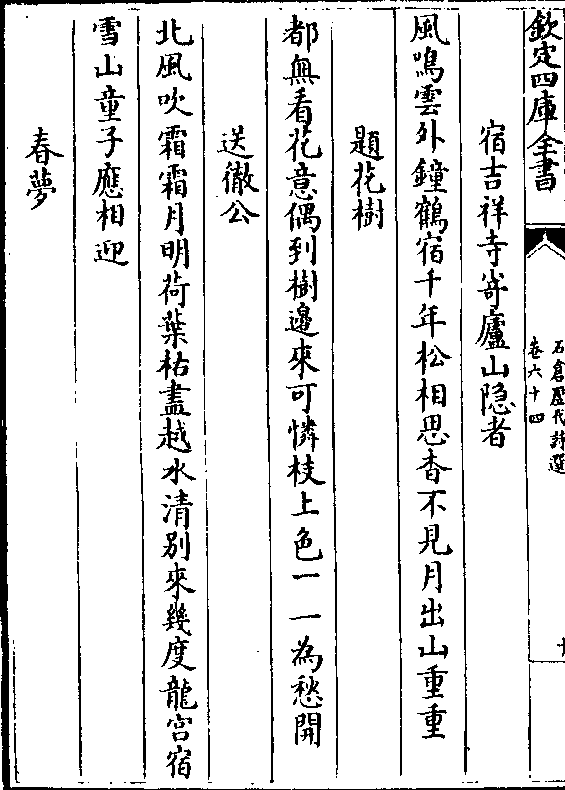 欽定四庫全書
石倉歷代詩選
卷六十四
十
宿吉祥寺寄廬山隠者
風鳴雲外鐘鶴宿千年松相思杳不見月出山重重
題花樹
都無看花意偶到樹邉來可憐枝上色一一為愁開
送徹公
北風吹霜霜月明荷葉枯盡越水清别來幾度龍宫宿
雪山童子應相迎
春夢